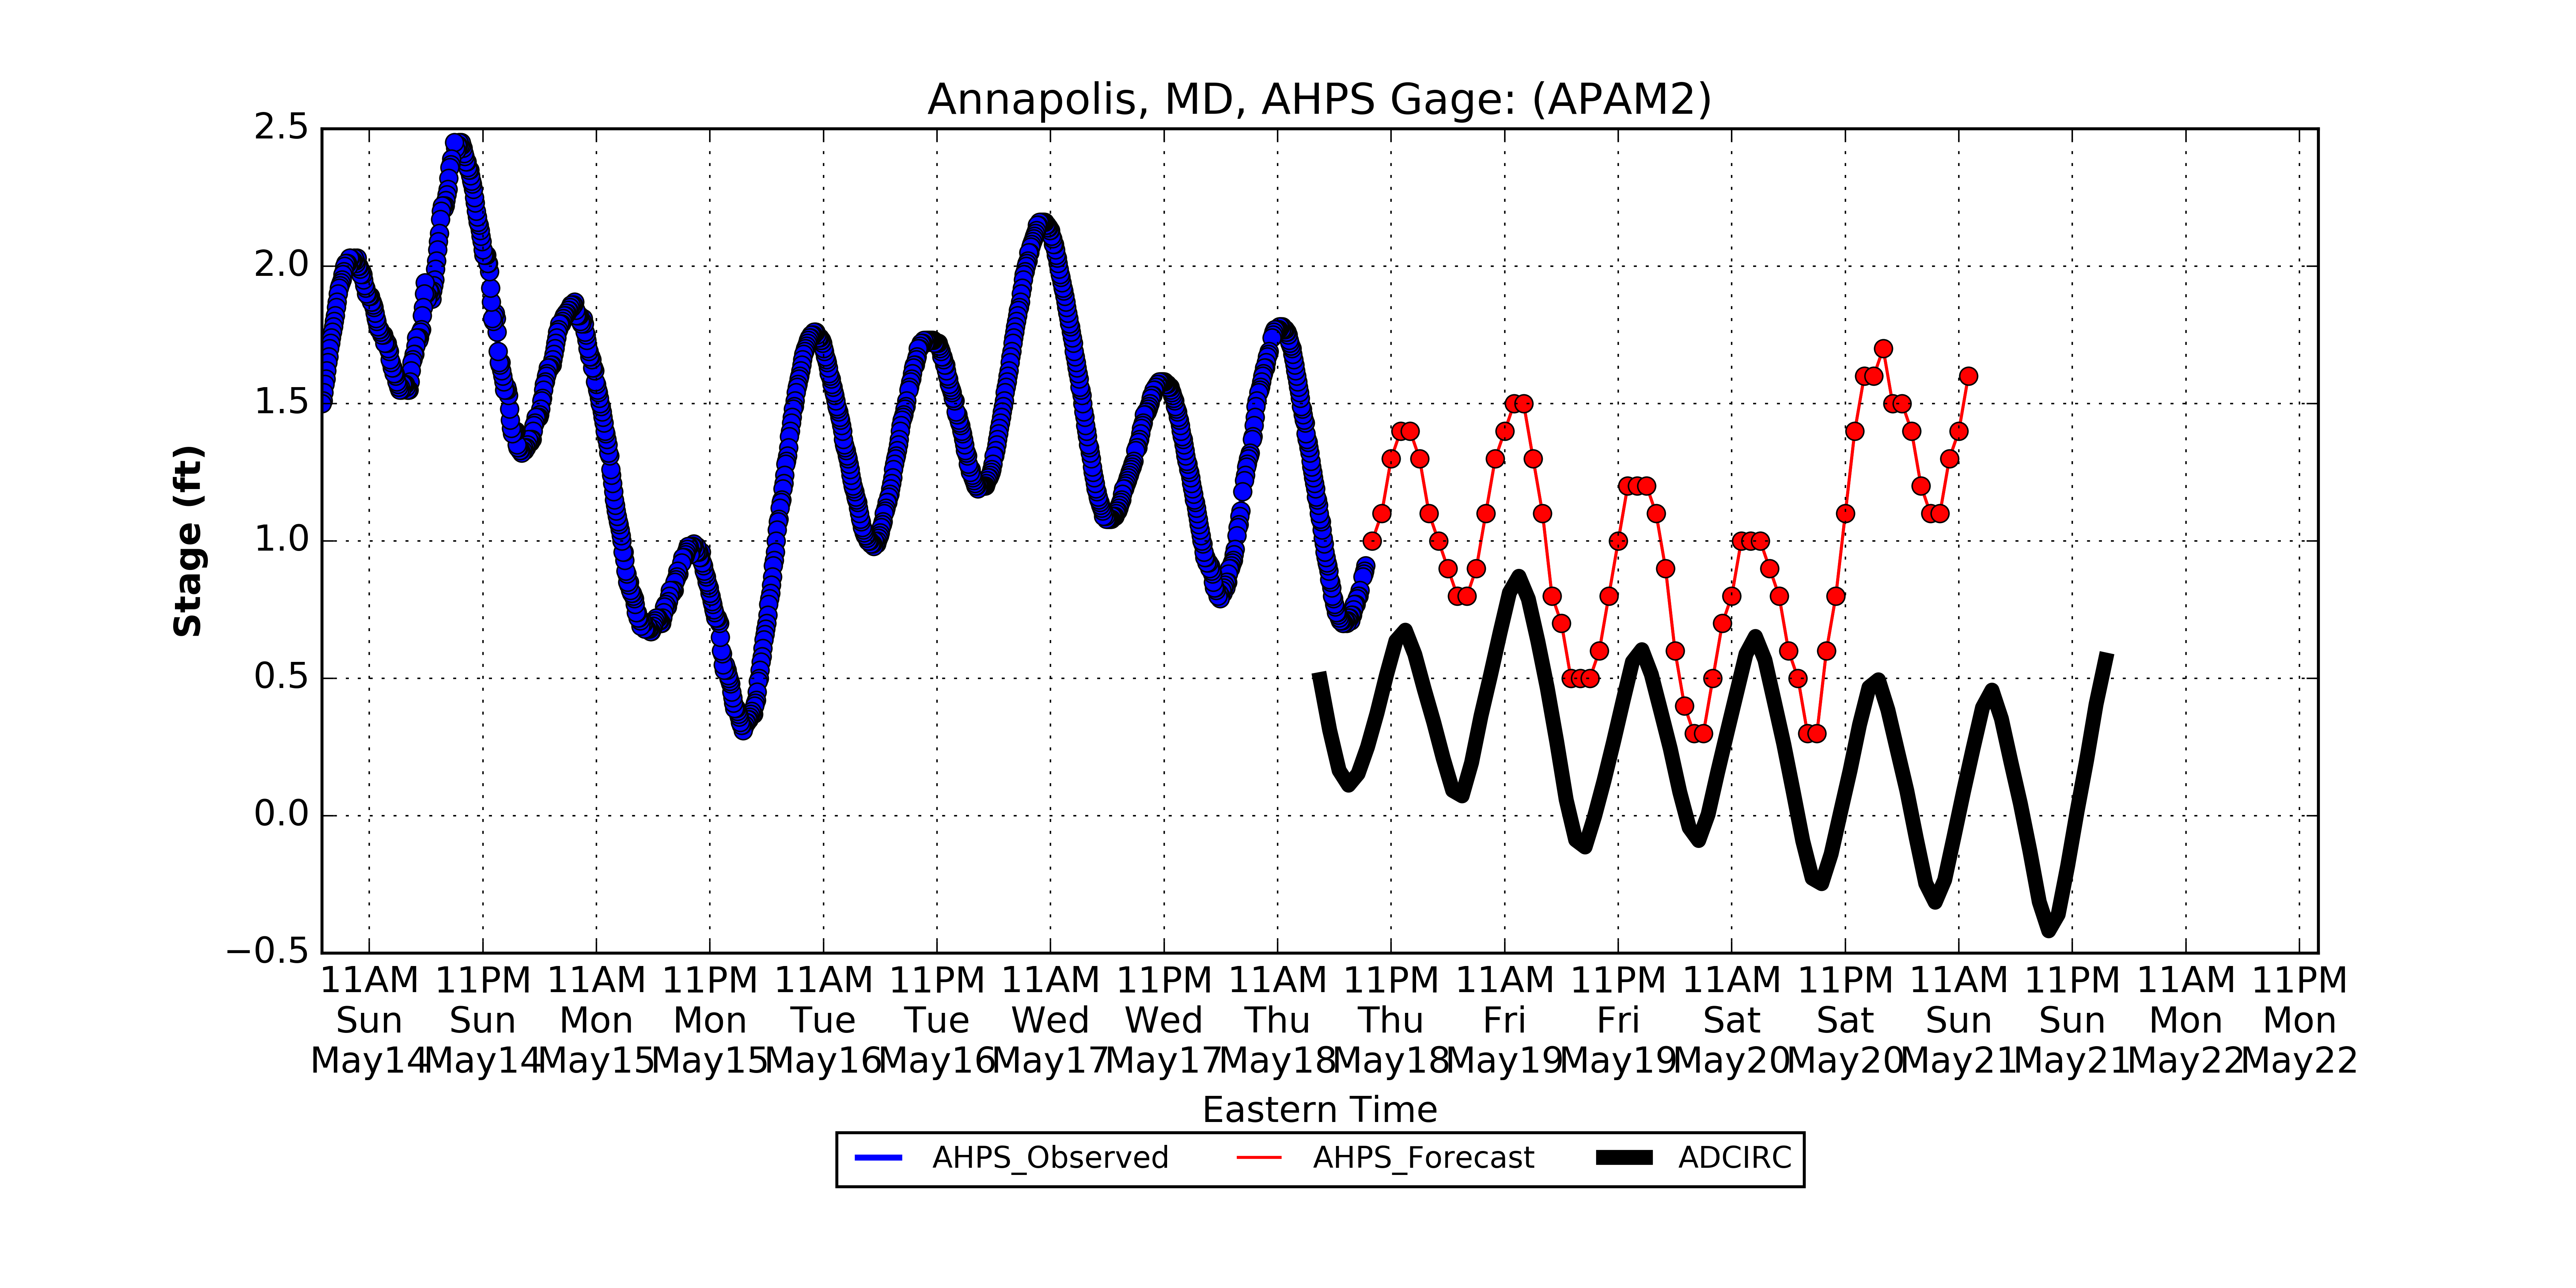 Annapolis, MD, AHPS Gage: (APAM2)
2.5
2.0
1.5
1.0
0.5
0.0
−0.5
Stage (ft)
11AM 11PM 11AM 11PM 11AM 11PM 11AM 11PM 11AM 11PM 11AM 11PM 11AM 11PM 11AM 11PM 11AM 11PM
Sun Sun Mon Mon Tue Tue Wed Wed Thu Thu Fri Fri Sat Sat Sun Sun Mon Mon
May14 May14 May15 May15 May16 May16 May17 May17 May18 May18 May19 May19 May20 May20 May21 May21 May22 May22
Eastern Time
AHPS_Observed AHPS_Forecast ADCIRC